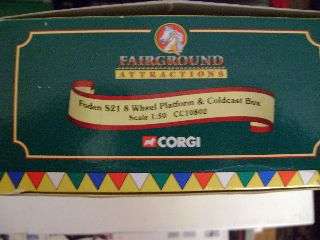 FAIRGROUND
ATTRACTIONS
Foden S21 8 Wheel Platform & Coldcast Box
Scale 1:50 CC10802
CORGI